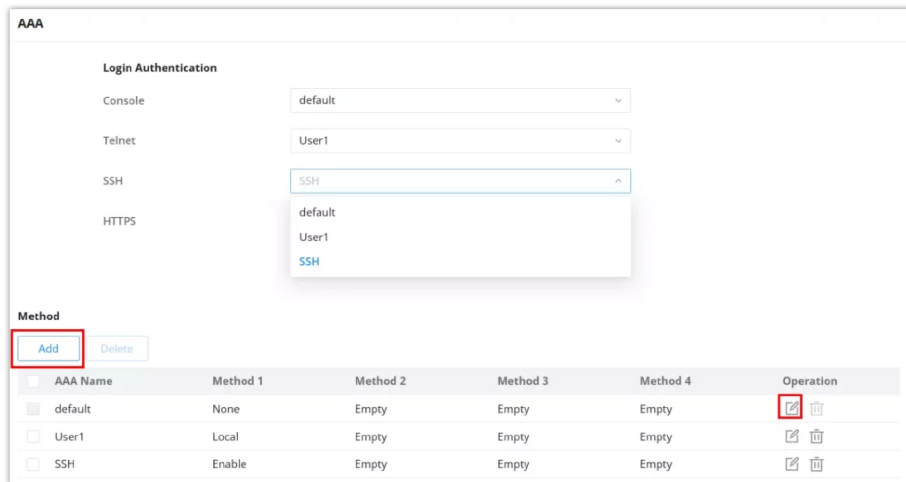 AAA
Login Authentication
Console default
Telnet User1
SSH SSH
HTTPS
default
User1
SSH
Method
Add Delete
AAA Name Method 1 Method 2 Method 3 Method 4 Operation
default None Empty Empty Empty
User1 Local Empty Empty Empty
SSH Enable Empty Empty Empty